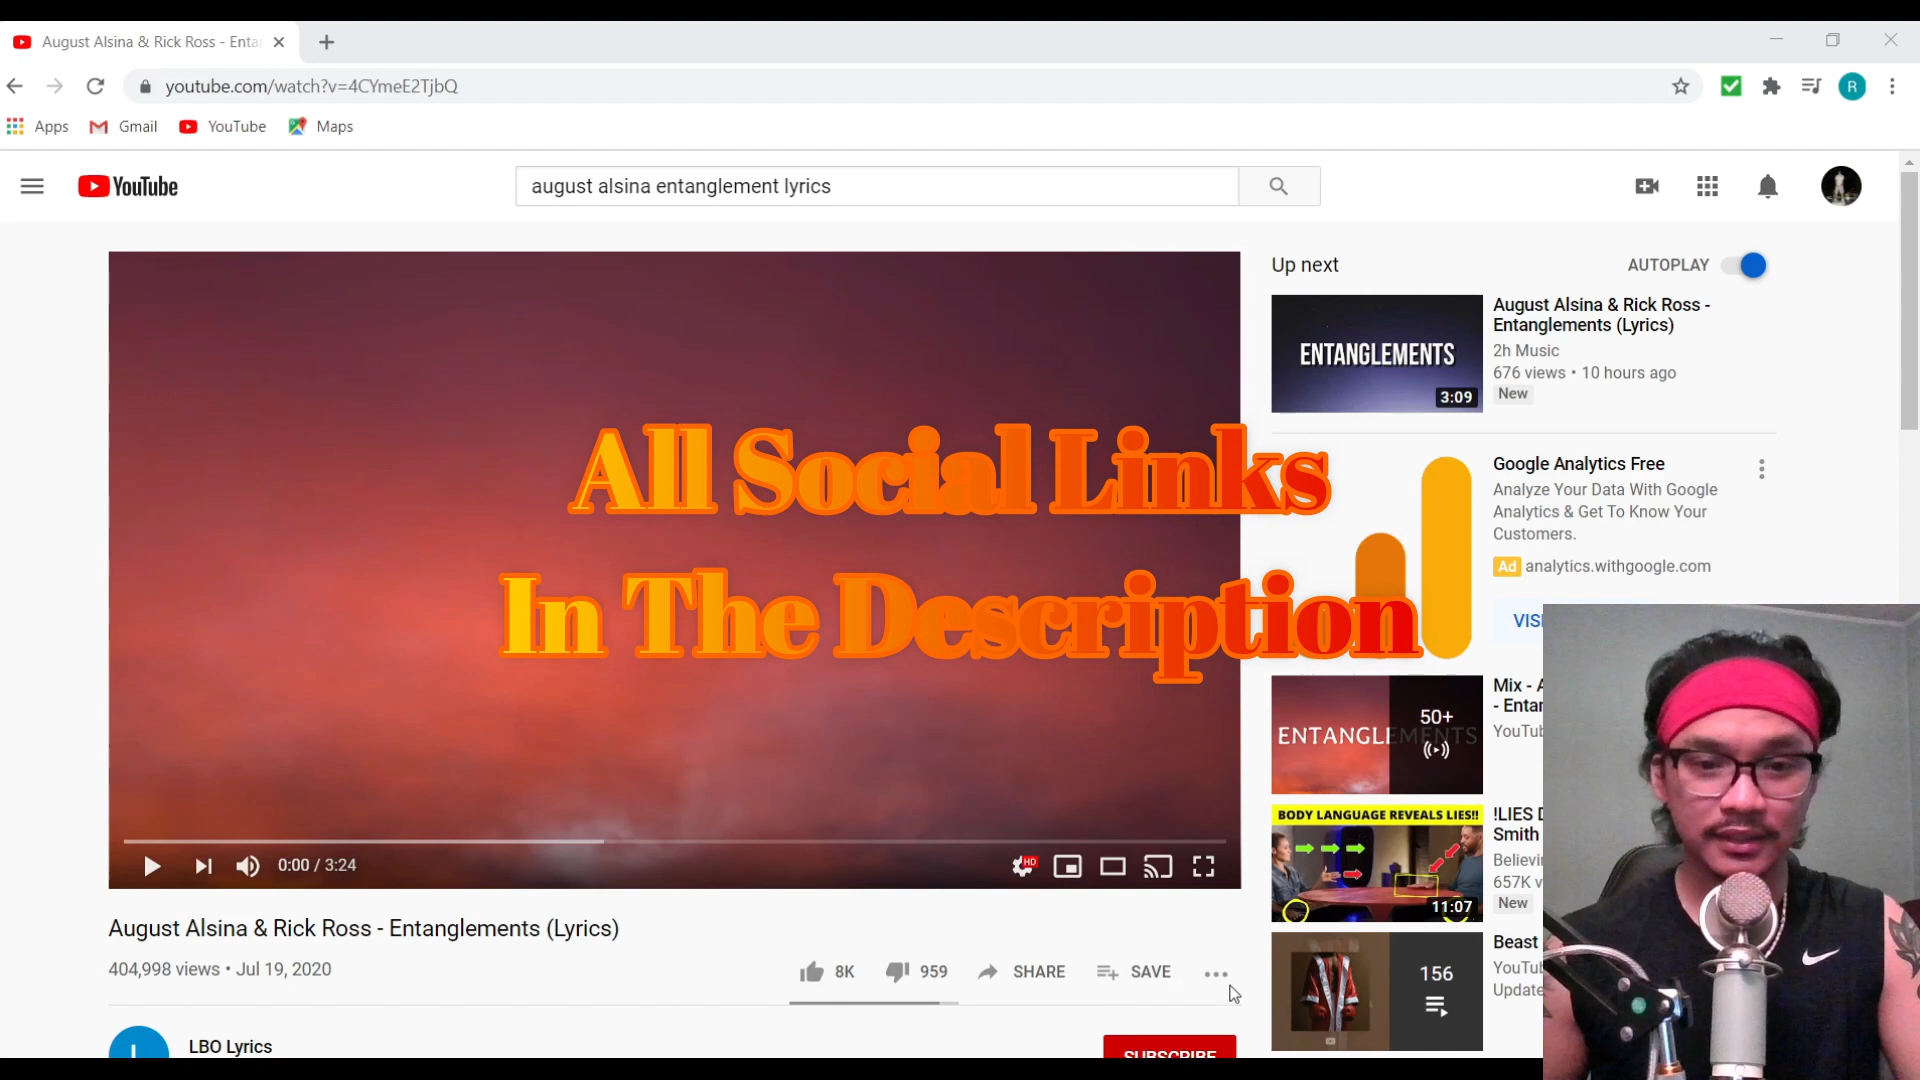 August Alsina & Rick Ross - Enta
youtube.com/watch?v=4CYmeE2TjbQ
R
Apps
Gmail
YouTube
Maps
YouTube
august alsina entanglement lyrics
Up next
AUTOPLAY
ENTANGLEMENTS
3:09
August Alsina & Rick Ross -
Entanglements (Lyrics)
2h Music
676 views • 10 hours ago
New
All Social Links
In The Description
Google Analytics Free
Analyze Your Data With Google
Analytics & Get To Know Your
Customers.
Ad analytics.withgoogle.com
VISI
ENTANGLEMENTS
50+
Mix - A
- Entan
YouTub
BODY LANGUAGE REVEALS LIES!!
11:07
!LIES D
Smith
Believin
657K v
New
156
Beast
YouTu
Update
0:00 / 3:24
HD
August Alsina & Rick Ross - Entanglements (Lyrics)
404,998 views • Jul 19, 2020
8K
959
SHARE
SAVE
L
LBO Lyrics
SUBSCRIBE